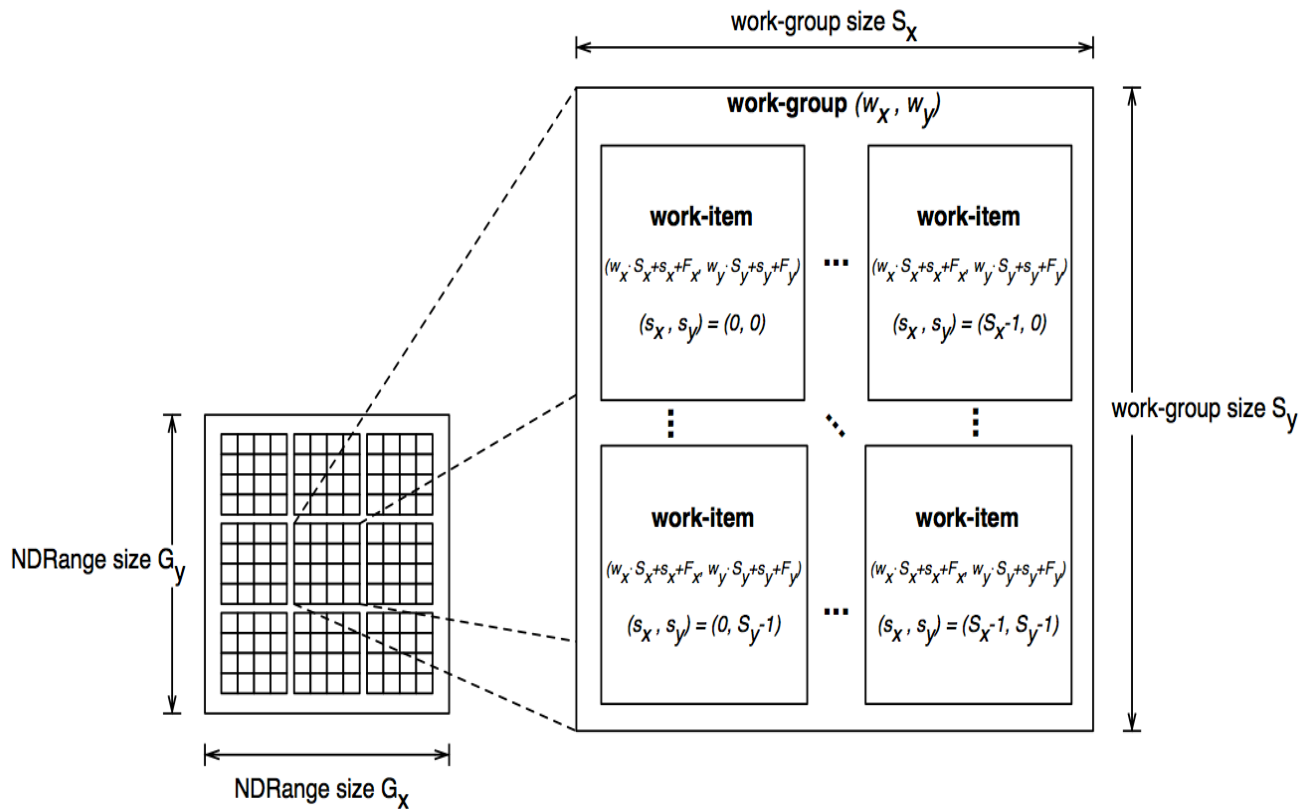 work-group size Sx
work-group (wx , wy)
work-item
(wx· Sx+sx+Fx, wy· Sy+sy+Fy)
(sx , sy) = (0, 0)
...
work-item
(wx· Sx+sx+Fx, wy· Sy+sy+Fy)
(sx , sy) = (Sx-1, 0)
work-group size Sy
work-item
(wx· Sx+sx+Fx, wy· Sy+sy+Fy)
(sx , sy) = (0, Sy-1)
...
work-item
(wx· Sx+sx+Fx, wy· Sy+sy+Fy)
(sx , sy) = (Sx-1, Sy-1)
NDRange size Gy
NDRange size Gx